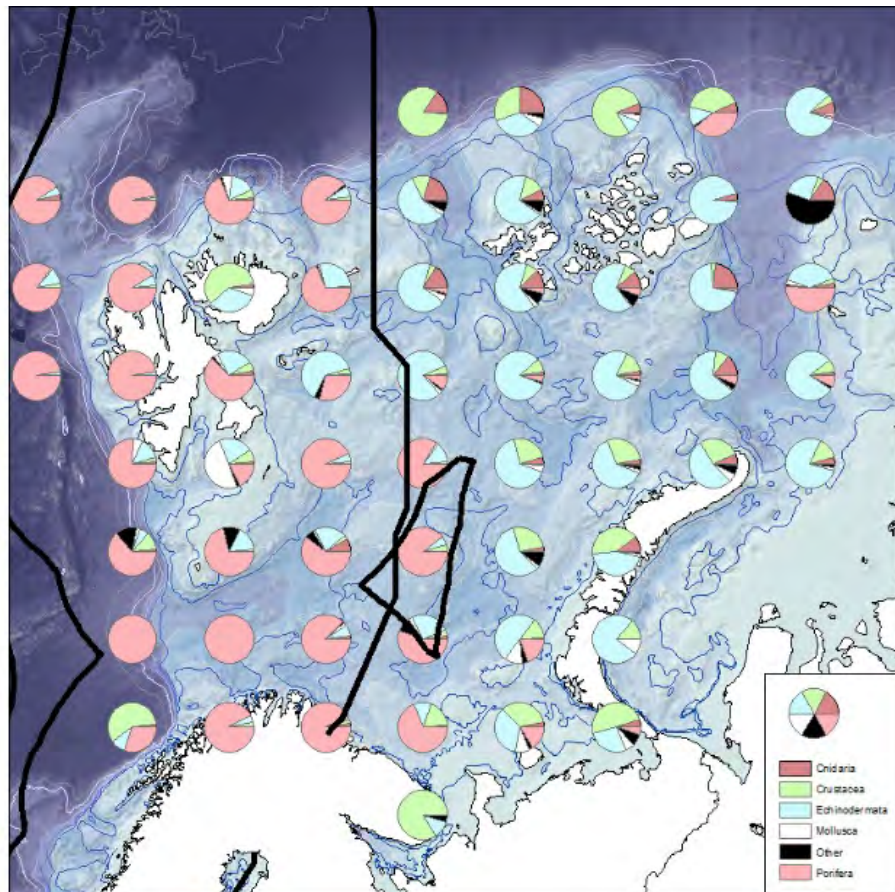 Cnidaria
Crustacea
Echinodermata
Mollusca
Other
Porifera